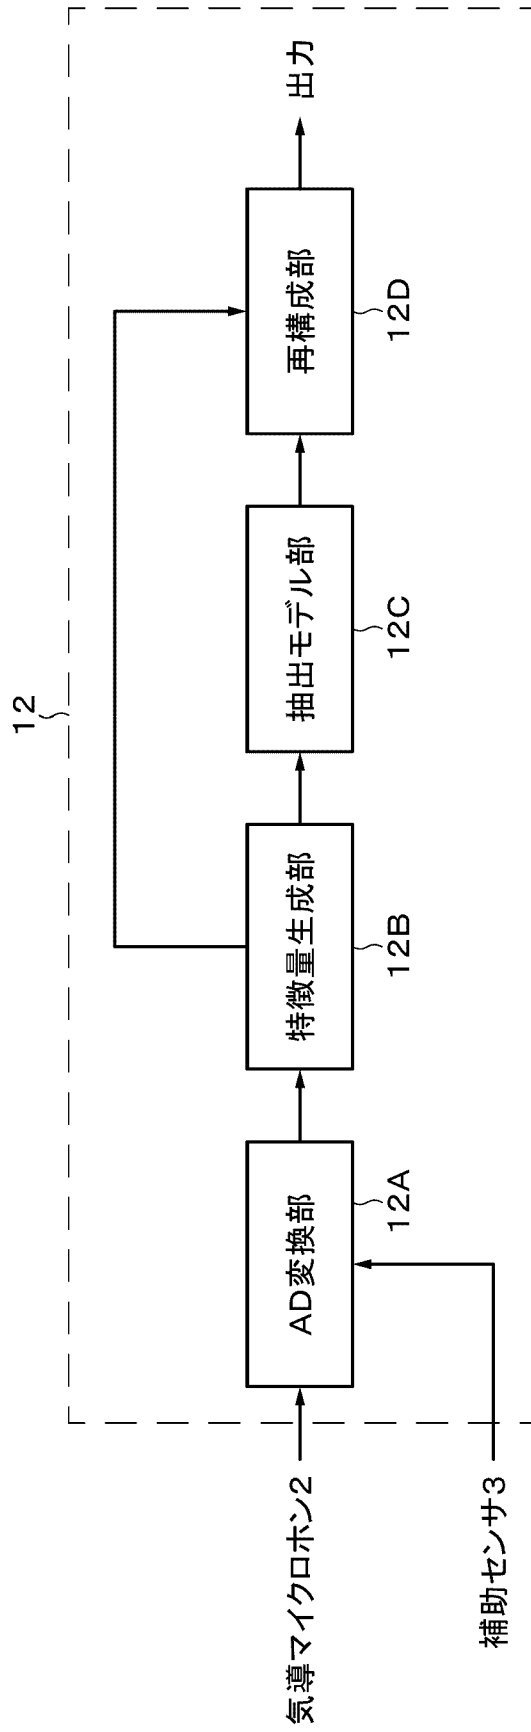 12
気導マイクロホン2
補助センサ3
AD変換部
12A
特徴量生成部
12B
抽出モデル部
12C
再構成部
12D
出力